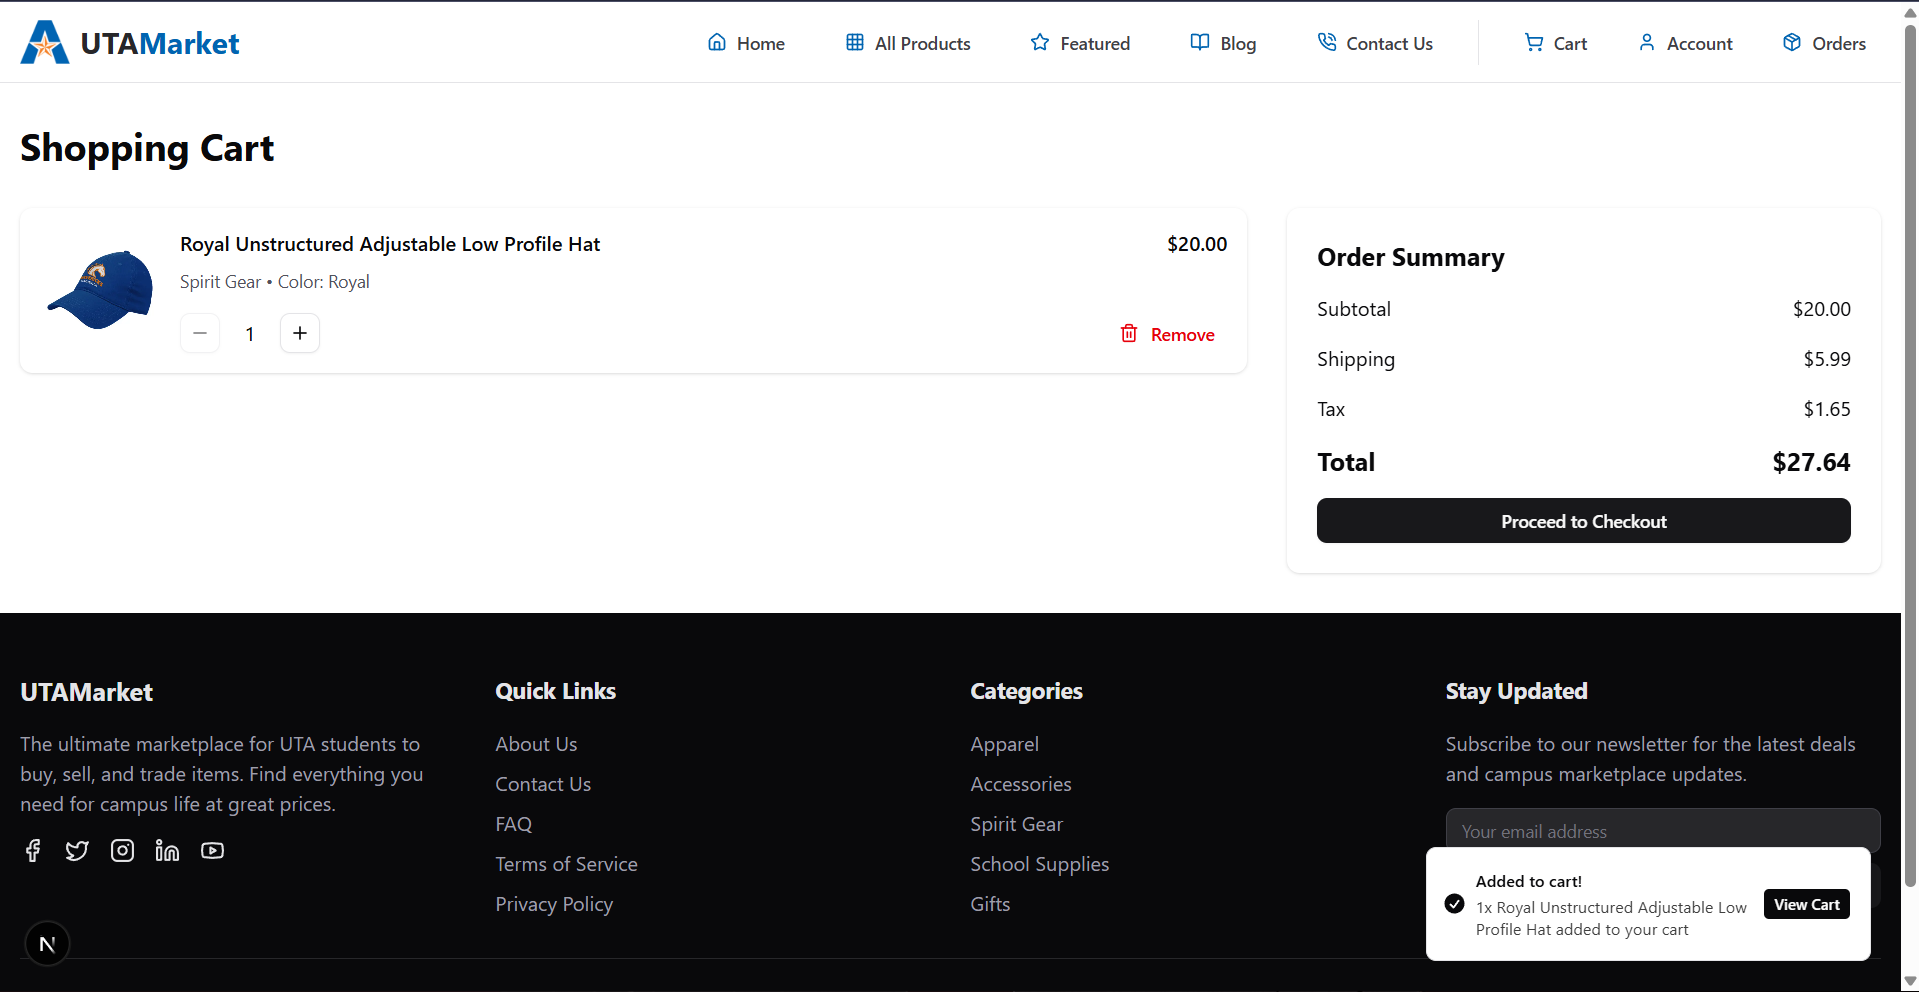 UTAMarket
Home
All Products
Featured
Blog
Contact Us
Cart
Account
Orders
Shopping Cart
Royal Unstructured Adjustable Low Profile Hat
$20.00
Spirit Gear • Color: Royal
1
Remove
Order Summary
Subtotal
$20.00
Shipping
$5.99
Tax
$1.65
Total
$27.64
Proceed to Checkout
UTAMarket
The ultimate marketplace for UTA students to
buy, sell, and trade items. Find everything you
need for campus life at great prices.
Quick Links
About Us
Contact Us
FAQ
Terms of Service
Privacy Policy
Categories
Apparel
Accessories
Spirit Gear
School Supplies
Gifts
Stay Updated
Subscribe to our newsletter for the latest deals
and campus marketplace updates.
Your email address
Added to cart!
1x Royal Unstructured Adjustable Low
Profile Hat added to your cart
View Cart
N